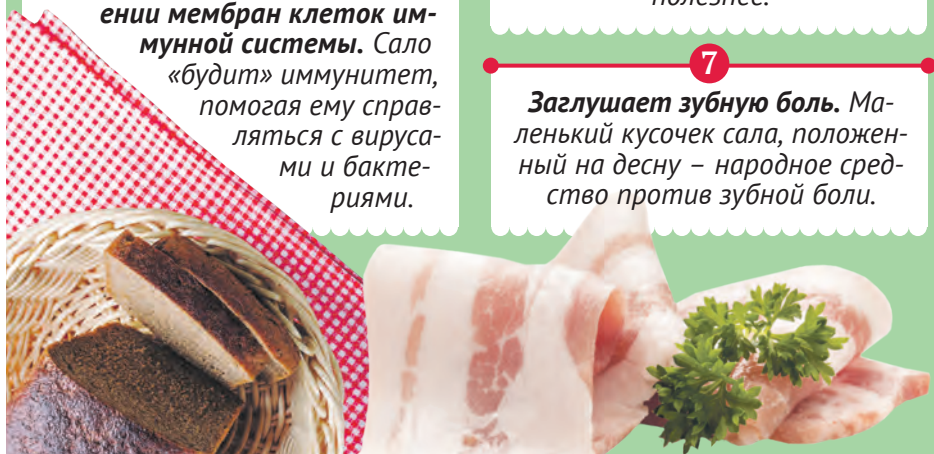 ении мембран клеток им-
мунной системы. Сало
«будит» иммунитет,
помогая ему справ-
ляться с вируса-
ми и бакте-
риями.
полезнее.
7
Заглушает зубную боль. Ма-
ленький кусочек сала, положен-
ный на десну – народное сред-
ство против зубной боли.